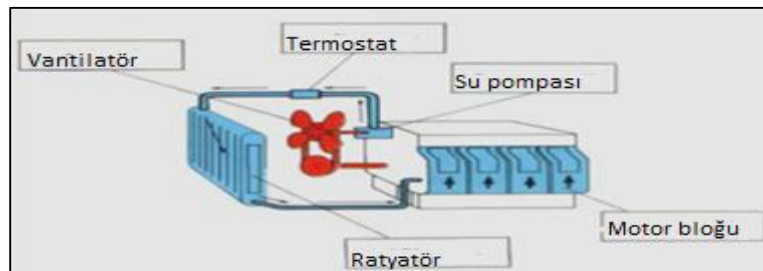 Termostat
Vantilatör
Su pompası
Motor bloğu
Ratyatör